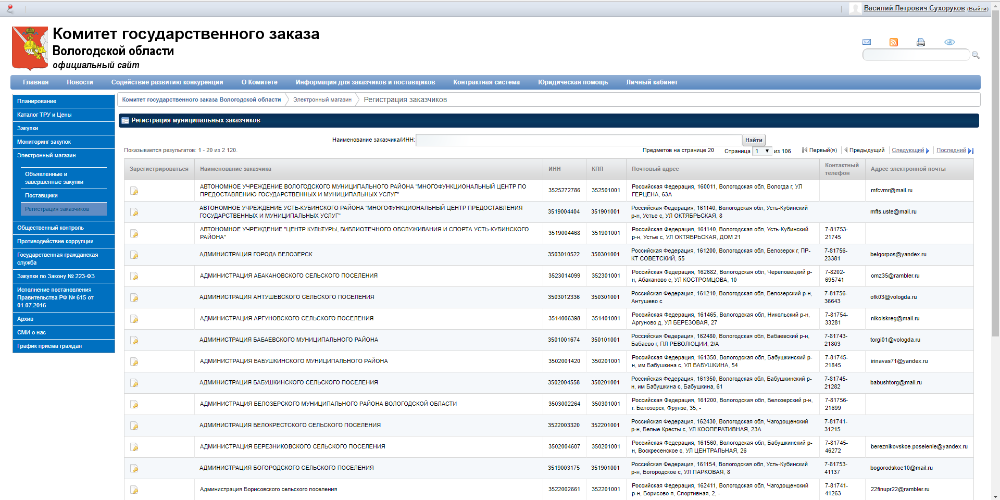 Василий Петрович Сухоруков (Выйти)
Комитет государственного заказа
Вологодской области
официальный сайт
Главная Новости Содействие развитию конкуренции О Комитете Информация для заказчиков и поставщиков Контрактная система Юридическая помощь Личный кабинет
Планирование
Каталог ТРУ и Цены
Закупки
Мониторинг закупок
Электронный магазин
Объявленные и
завершенные закупки
Поставщики
Регистрация заказчиков
Общественный контроль
Противодействие коррупции
Государственная гражданская
служба
Закупки по Закону № 223-ФЗ
Исполнение постановления
Правительства РФ № 615 от
01.07.2016
Архив
СМИ о нас
График приема граждан
Комитет государственного заказа Вологодской области Электронный магазин Регистрация заказчиков
Регистрация муниципальных заказчиков
Наименование заказчика/ИНН: Найти
Показывается результатов: 1 - 20 из 2 120. Предметов на странице 20 Страница 1 из 106 Первый(я) Предыдущий Следующий Последний
Зарегистрироваться Наименование заказчика ИНН КПП Почтовый адрес Контактный
телефон Адрес электронной почты
АВТОНОМНОЕ УЧРЕЖДЕНИЕ ВОЛОГОДСКОГО МУНИЦИПАЛЬНОГО РАЙОНА "МНОГОФУНКЦИОНАЛЬНЫЙ ЦЕНТР ПО
ПРЕДОСТАВЛЕНИЮ ГОСУДАРСТВЕННЫХ И МУНИЦИПАЛЬНЫХ УСЛУГ"
3525272786 352501001
Российская Федерация, 160011, Вологодская обл, Вологда г, УЛ
ГЕРЦЕНА, 63А
mfcvmr@mail.ru
АВТОНОМНОЕ УЧРЕЖДЕНИЕ УСТЬ-КУБИНСКОГО РАЙОНА "МНОГОФУНКЦИОНАЛЬНЫЙ ЦЕНТР ПРЕДОСТАВЛЕНИЯ
ГОСУДАРСТВЕННЫХ И МУНИЦИПАЛЬНЫХ УСЛУГ"
3519004404 351901001
Российская Федерация, 161140, Вологодская обл, Усть-Кубинский
р-н, Устье с, УЛ ОКТЯБРЬСКАЯ, 8
mfts.uste@mail.ru
АВТОНОМНОЕ УЧРЕЖДЕНИЕ "ЦЕНТР КУЛЬТУРЫ, БИБЛИОТЕЧНОГО ОБСЛУЖИВАНИЯ И СПОРТА УСТЬ-КУБИНСКОГО
РАЙОНА"
3519004468 351901001
Российская Федерация, 161140, Вологодская обл, Усть-Кубинский
р-н, Устье с, УЛ ОКТЯБРЬСКАЯ, ДОМ 21
7-81753-
21745
АДМИНИСТРАЦИЯ ГОРОДА БЕЛОЗЕРСК
3503010522 350301001
Российская Федерация, 161200, Вологодская обл, Белозерск г, ПР-
КТ СОВЕТСКИЙ, 55
7-81756-
23381
belgorpos@yandex.ru
АДМИНИСТРАЦИЯ АБАКАНОВСКОГО СЕЛЬСКОГО ПОСЕЛЕНИЯ
3523014099 352301001
Российская Федерация, 162682, Вологодская обл, Череповецкий р-
н, Абаканово с, УЛ КОСТРОМЦОВА, 10
7-8202-
695741
omz35@rambler.ru
АДМИНИСТРАЦИЯ АНТУШЕВСКОГО СЕЛЬСКОГО ПОСЕЛЕНИЯ
3503012336 350301001
Российская Федерация, 161210, Вологодская обл, Белозерский р-н,
Антушево с
7-81756-
36643
ofk03@vologda.ru
АДМИНИСТРАЦИЯ АРГУНОВСКОГО СЕЛЬСКОГО ПОСЕЛЕНИЯ
3514006398 351401001
Российская Федерация, 161465, Вологодская обл, Никольский р-н,
Аргуново д, УЛ БЕРЕЗОВАЯ, 27
7-81754-
33281
nikolskreg@mail.ru
АДМИНИСТРАЦИЯ БАБАЕВСКОГО МУНИЦИПАЛЬНОГО РАЙОНА
3501001674 350101001
Российская Федерация, 162480, Вологодская обл, Бабаевский р-н,
Бабаево г, ПЛ РЕВОЛЮЦИИ, 2/А
7-81743-
21803
torgi01@vologda.ru
АДМИНИСТРАЦИЯ БАБУШКИНСКОГО МУНИЦИПАЛЬНОГО РАЙОНА
3502001420 350201001
Российская Федерация, 161350, Вологодская обл, Бабушкинский р-
н, им Бабушкина с, УЛ БАБУШКИНА, 54
7-81745-
21845
irinavas71@yandex.ru
АДМИНИСТРАЦИЯ БАБУШКИНСКОГО СЕЛЬСКОГО ПОСЕЛЕНИЯ
3502004558 350201001
Российская Федерация, 161350, Вологодская обл, Бабушкинский р-
н, им Бабушкина с, Бабушкина, 61
7-81745-
21282
babushtorg@mail.ru
АДМИНИСТРАЦИЯ БЕЛОЗЕРСКОГО МУНИЦИПАЛЬНОГО РАЙОНА ВОЛОГОДСКОЙ ОБЛАСТИ
3503002264 350301001
Российская Федерация, 161200, Вологодская обл, Белозерский р-н,
г. Белозерск, Фрунзе, 35, -
7-81756-
21699
АДМИНИСТРАЦИЯ БЕЛОКРЕСТСКОГО СЕЛЬСКОГО ПОСЕЛЕНИЯ
3522003320 352201001
Российская Федерация, 162430, Вологодская обл, Чагодощенский
р-н, Белые Кресты с, УЛ КООПЕРАТИВНАЯ, 23А
7-81741-
31215
АДМИНИСТРАЦИЯ БЕРЕЗНИКОВСКОГО СЕЛЬСКОГО ПОСЕЛЕНИЯ
3502004607 350201001
Российская Федерация, 161560, Вологодская обл, Бабушкинский р-
н, Воскресенское с, УЛ ЦЕНТРАЛЬНАЯ, 26
7-81745-
46272
bereznikovskoe.poselenie@yandex.ru
АДМИНИСТРАЦИЯ БОГОРОДСКОГО СЕЛЬСКОГО ПОСЕЛЕНИЯ
3519003175 351901001
Российская Федерация, 161154, Вологодская обл, Усть-Кубинский
р-н, Богородское с, УЛ ПАРКОВАЯ, 8
7-81753-
41137
bogorodskoe10@mail.ru
Администрация Борисовского сельского поселения
3522002661 352201001
Российская Федерация, 162411, Вологодская обл, Чагодощенский
р-н, Борисово п, Спортивная, 2, -
7-81741-
41263
22finupr22@rambler.ru